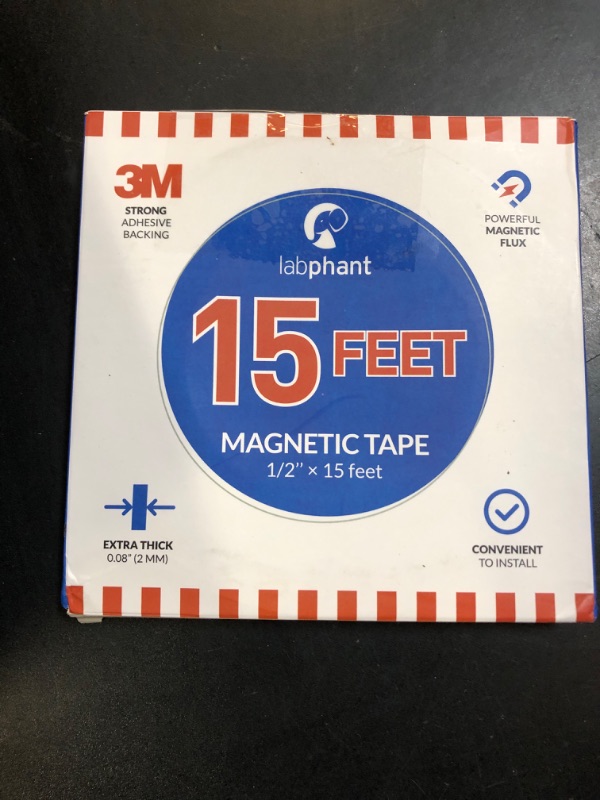 3M
STRONG
ADHESIVE
BACKING
POWERFUL
MAGNETIC
FLUX
labphant
15 FEET
MAGNETIC TAPE
1/2’’ × 15 feet
EXTRA THICK
0.08” (2 MM)
CONVENIENT
TO INSTALL